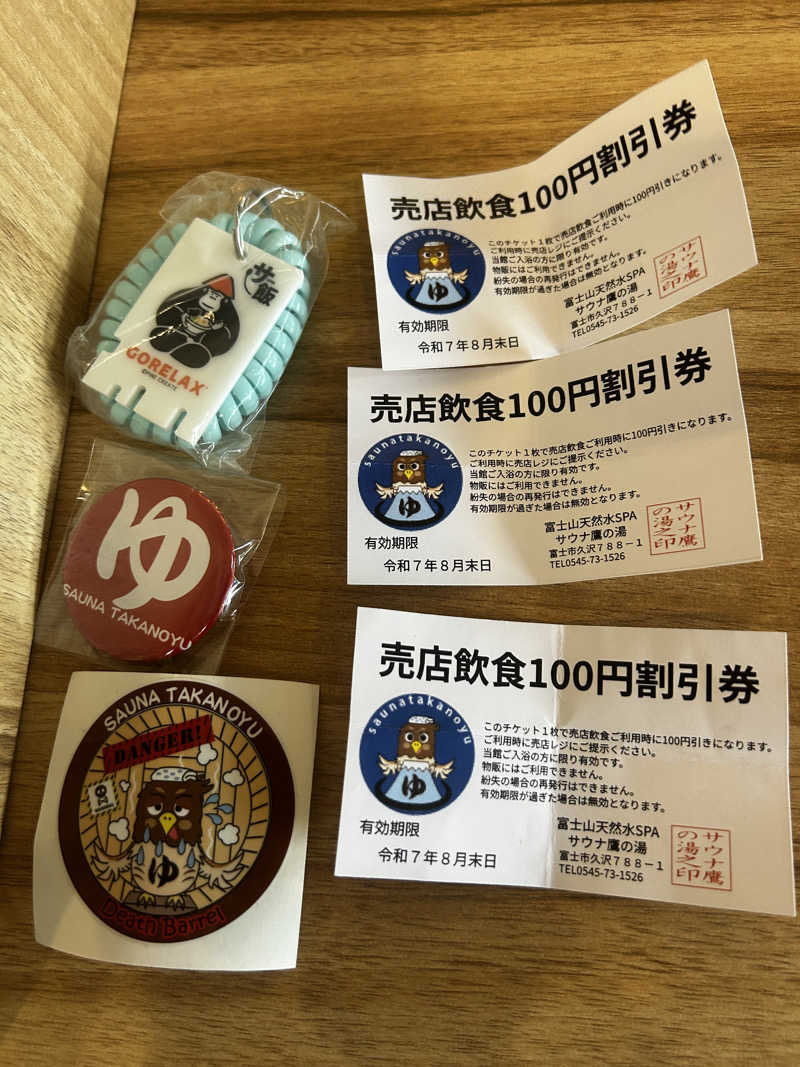 サ飯
GORELAX
©MNE CREATE
ゆ
SAUNA TAKANOYU
SAUNA TAKANOYU
DANGER!
ゆ
Death Barrel
売店飲食100円割引券
saunatakanoyu
ゆ
このチケット1枚で売店飲食ご利用時に100円引きになります。
ご利用時に売店レジにご提示ください。
当館ご入浴の方に限り有効です。
物販にはご利用できません。
紛失の場合の再発行はできません。
有効期限が過ぎた場合は無効となります。
有効期限
令和7年8月末日
富士山天然水SPA
サウナ鷹の湯
富士市久沢788-1
TEL0545-73-1526
サウナ鷹の湯之印
売店飲食100円割引券
saunatakanoyu
ゆ
このチケット1枚で売店飲食ご利用時に100円引きになります。
ご利用時に売店レジにご提示ください。
当館ご入浴の方に限り有効です。
物販にはご利用できません。
紛失の場合の再発行はできません。
有効期限が過ぎた場合は無効となります。
有効期限
令和7年8月末日
富士山天然水SPA
サウナ鷹の湯
富士市久沢788-1
TEL0545-73-1526
サウナ鷹の湯之印
売店飲食100円割引券
saunatakanoyu
ゆ
このチケット1枚で売店飲食ご利用時に100円引きになります。
ご利用時に売店レジにご提示ください。
当館ご入浴の方に限り有効です。
物販にはご利用できません。
紛失の場合の再発行はできません。
有効期限が過ぎた場合は無効となります。
有効期限
令和7年8月末日
富士山天然水SPA
サウナ鷹の湯
富士市久沢788-1
TEL0545-73-1526
サウナ鷹の湯之印